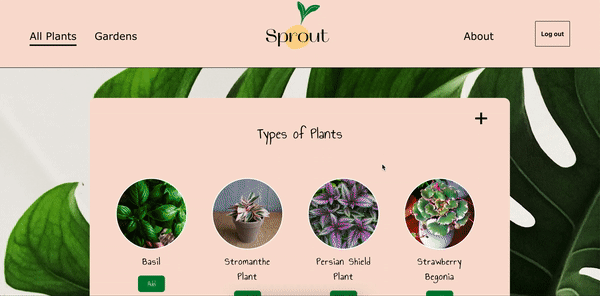 All Plants Gardens Sprout About Log out
Types of Plants
Basil Stromanthe Plant Persian Shield Plant Strawberry Begonia
Add